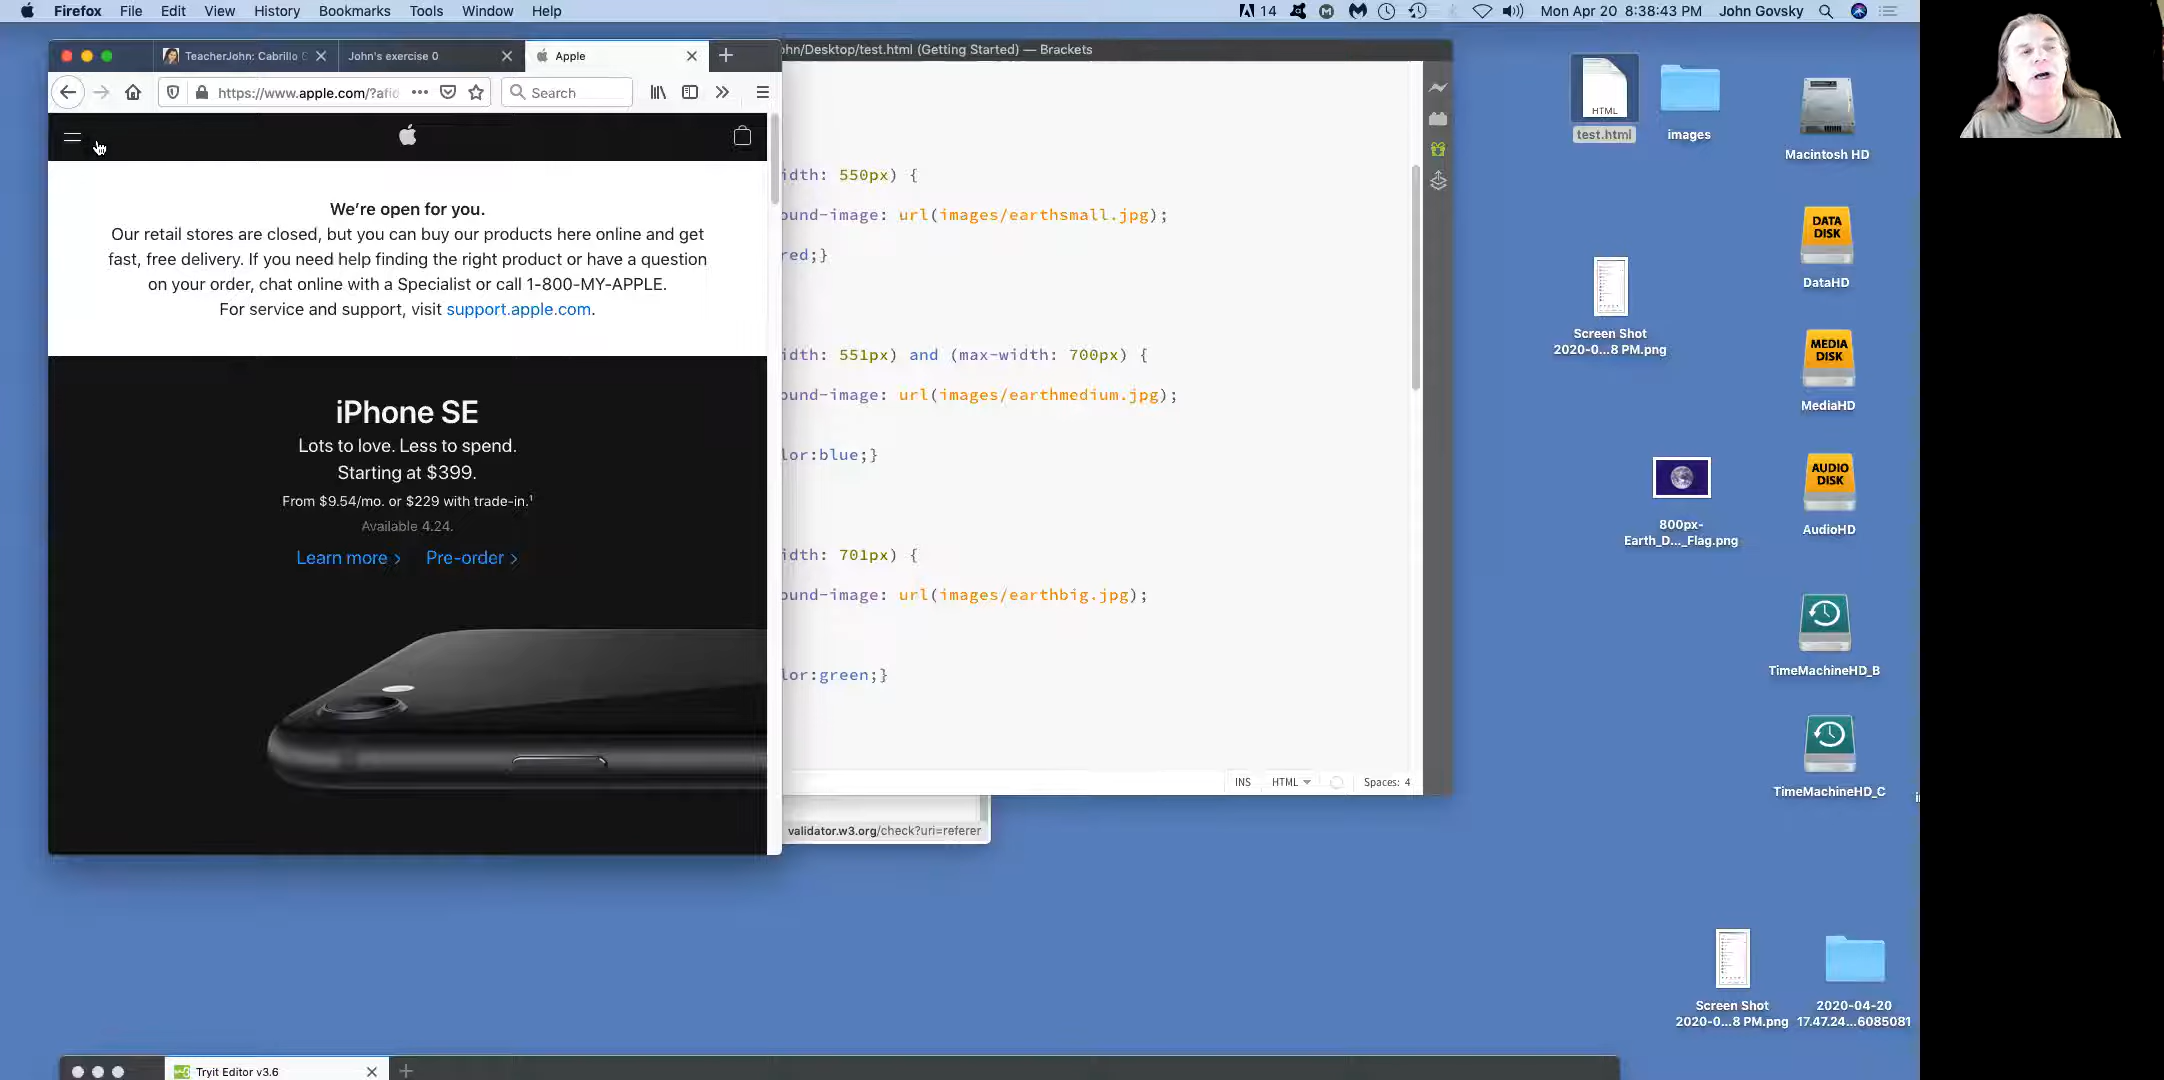 Firefox File Edit View History Bookmarks Tools Window Help
14
Mon Apr 20 8:38:43 PM John Govsky
TeacherJohn: Cabrillo
John's exercise 0
Apple
https://www.apple.com/?afid
Search
We're open for you.
Our retail stores are closed, but you can buy our products here online and get
fast, free delivery. If you need help finding the right product or have a question
on your order, chat online with a Specialist or call 1-800-MY-APPLE.
For service and support, visit support.apple.com.
iPhone SE
Lots to love. Less to spend.
Starting at $399.
From $9.54/mo. or $229 with trade-in.¹
Available 4.24.
Learn more >
Pre-order >
ohn/Desktop/test.html (Getting Started) — Brackets
idth: 550px) {
ound-image: url(images/earthsmall.jpg);
red;}
idth: 551px) and (max-width: 700px) {
ound-image: url(images/earthmedium.jpg);
lor:blue;}
idth: 701px) {
ound-image: url(images/earthbig.jpg);
lor:green;}
INS HTML Spaces: 4
validator.w3.org/check?uri=referer
HTML
test.html
images
Macintosh HD
DATA
DISK
DataHD
Screen Shot
2020-0...8 PM.png
MEDIA
DISK
MediaHD
800px-
Earth_D..._Flag.png
AUDIO
DISK
AudioHD
TimeMachineHD_B
TimeMachineHD_C
Screen Shot
2020-0...8 PM.png
2020-04-20
17.47.24...6085081
Tryit Editor v3.6